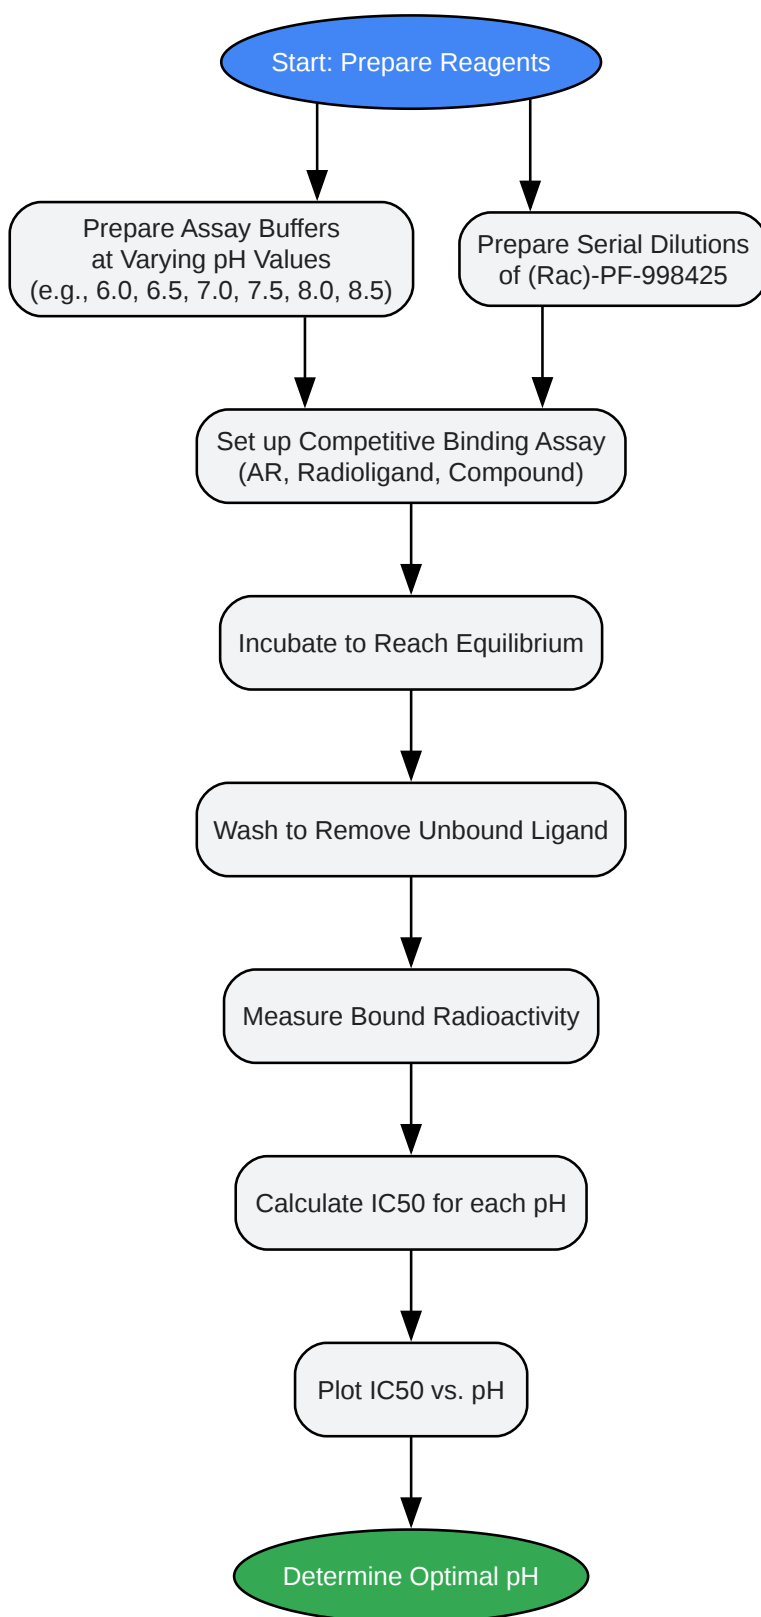 Start: Prepare Reagents
Prepare Assay Buffers
at Varying pH Values
(e.g., 6.0, 6.5, 7.0, 7.5, 8.0, 8.5)
Prepare Serial Dilutions
of (Rac)-PF-998425
Set up Competitive Binding Assay
(AR, Radioligand, Compound)
Incubate to Reach Equilibrium
Wash to Remove Unbound Ligand
Measure Bound Radioactivity
Calculate IC50 for each pH
Plot IC50 vs. pH
Determine Optimal pH